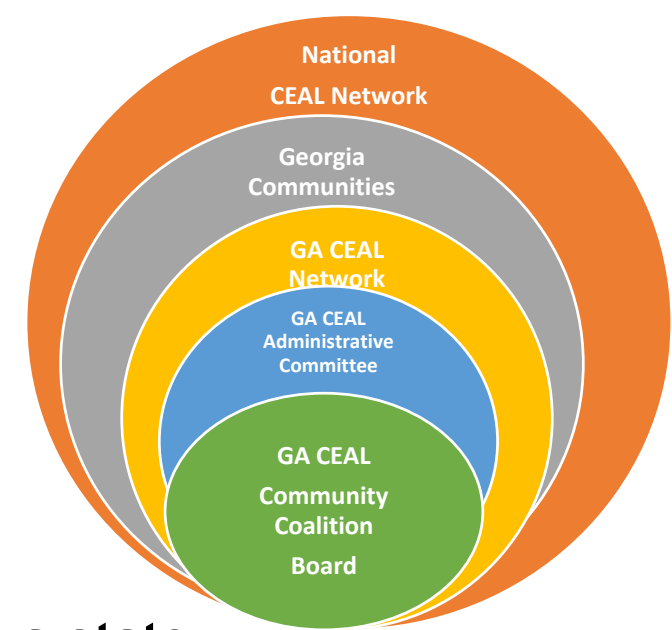 National
CEAL Network
Georgia
Communities
GA CEAL
Network
GA CEAL
Administrative
Committee
GA CEAL
Community
Coalition
Board